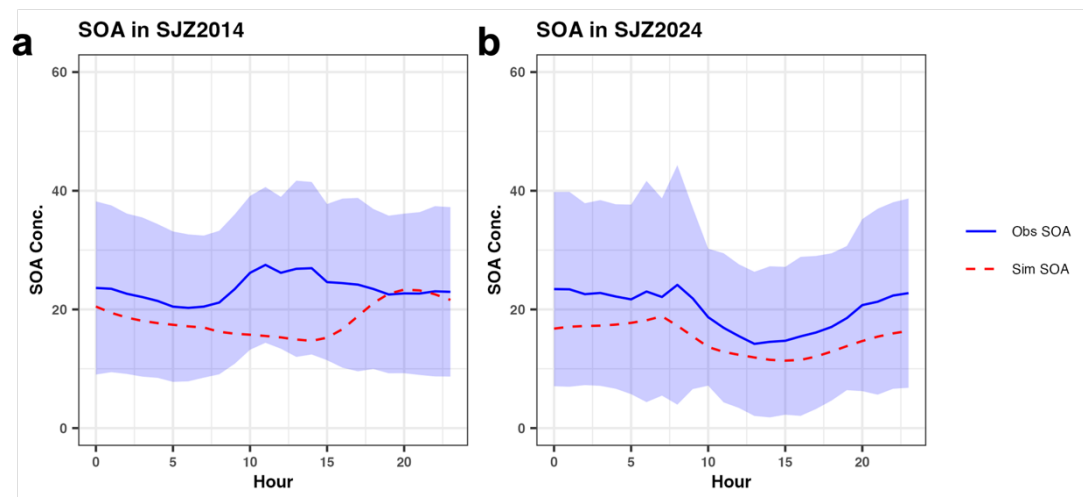 a
SOA in SJZ2014
SOA Conc.
60
40
20
0
0 5 10 15 20
Hour
b
SOA in SJZ2024
SOA Conc.
60
40
20
0
0 5 10 15 20
Hour
Obs SOA
Sim SOA